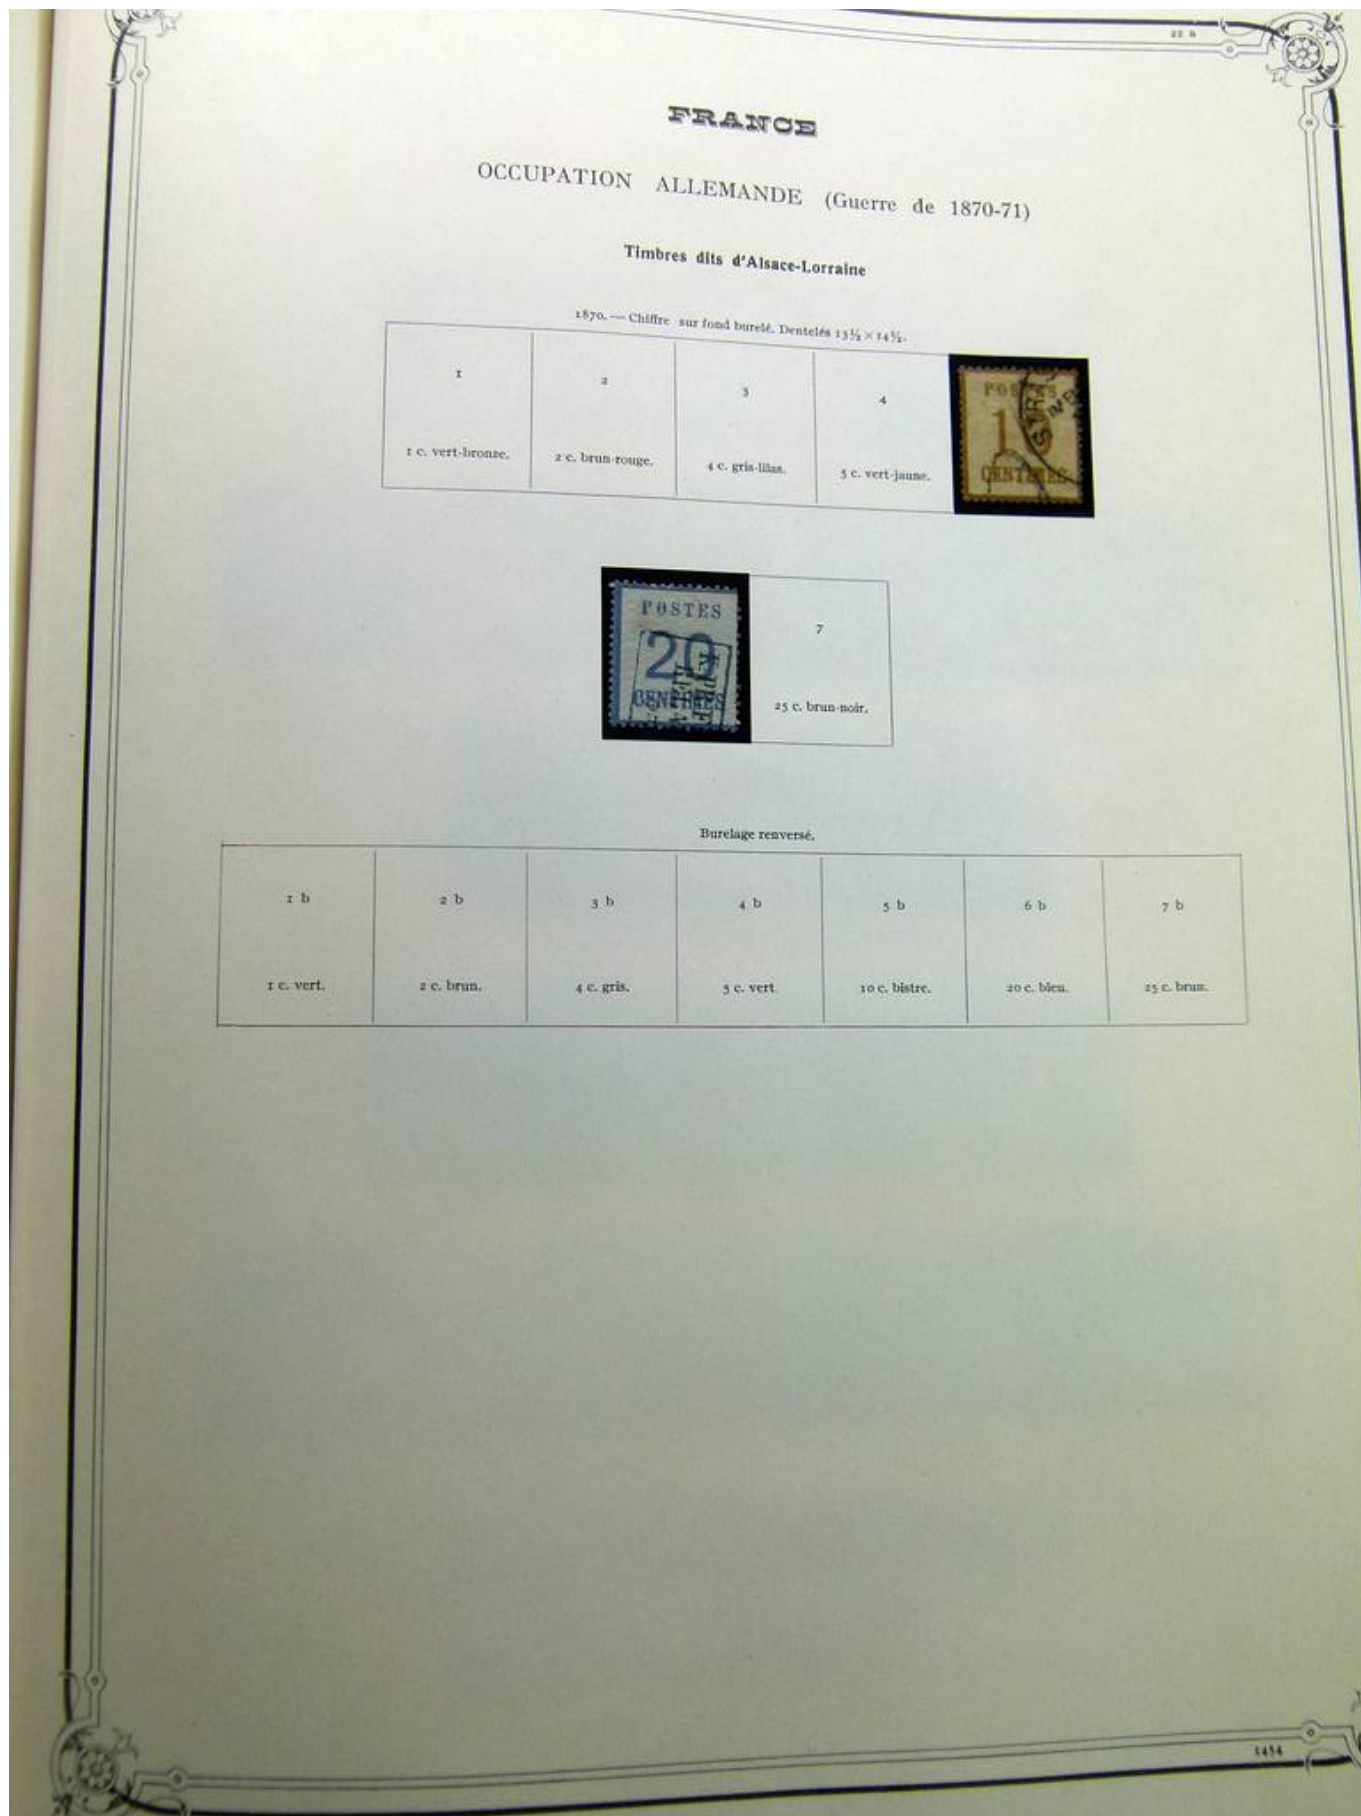 22 a
FRANCE
OCCUPATION ALLEMANDE (Guerre de 1870-71)
Timbres dits d'Alsace-Lorraine
1870. — Chiffre sur fond burelé. Dentelés 13½ × 14½.
1
2
3
4
1 c. vert-bronze.
2 c. brun-rouge.
4 c. gris-lilas.
5 c. vert-jaune.
POSTES
10
CENTIMES
STRA
POSTES
20
CENTIMES
7
25 c. brun-noir.
Burelage renversé.
1 b
2 b
3 b
4 b
5 b
6 b
7 b
1 c. vert.
2 c. brun.
4 c. gris.
5 c. vert
10 c. bistre.
20 c. bleu.
25 c. brun.
1454